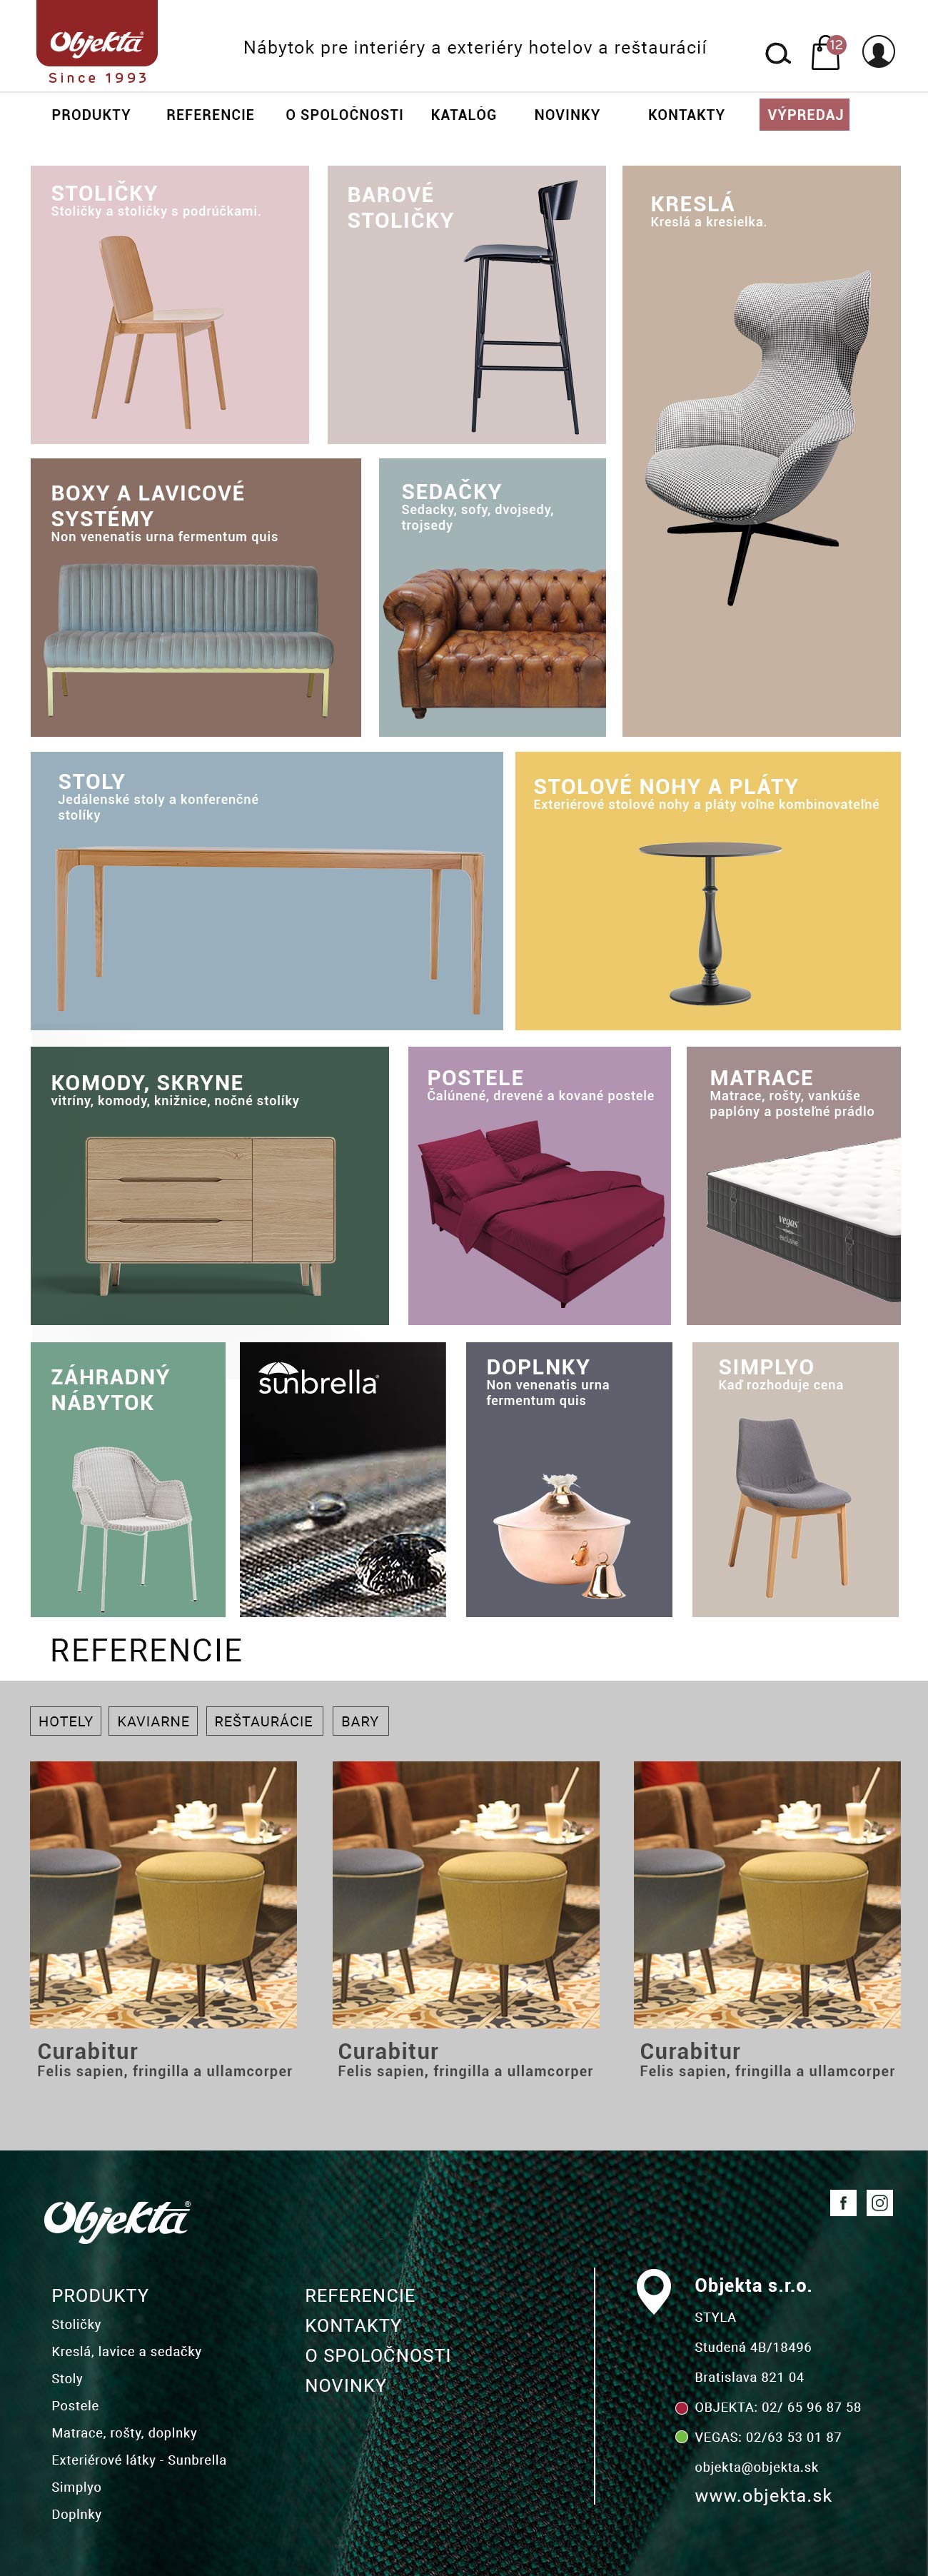 Objekta
Since 1993
Nábytok pre interiéry a exteriéry hotelov a reštaurácií
12
PRODUKTY REFERENCIE O SPOLOČNOSTI KATALÓG NOVINKY KONTAKTY VÝPREDAJ
STOLIČKY
Stoličky a stoličky s podrúčkami.
BAROVÉ
STOLIČKY
KRESLÁ
Kreslá a kresielka.
BOXY A LAVICOVÉ
SYSTÉMY
Non venenatis urna fermentum quis
SEDAČKY
Sedacky, sofy, dvojsedy,
trojsedy
STOLY
Jedálenské stoly a konferenčné
stolíky
STOLOVÉ NOHY A PLÁTY
Exteriérové stolové nohy a pláty voľne kombinovateľné
KOMODY, SKRYNE
vitríny, komody, knižnice, nočné stolíky
POSTELE
Čalúnené, drevené a kované postele
MATRACE
Matrace, rošty, vankúše
paplóny a posteľné prádlo
vegas
exclusive
ZÁHRADNÝ
NÁBYTOK
sunbrella®
DOPLNKY
Non venenatis urna
fermentum quis
SIMPLYO
Kaď rozhoduje cena
REFERENCIE
HOTELY KAVIARNE REŠTAURÁCIE BARY
Curabitur
Felis sapien, fringilla a ullamcorper
Curabitur
Felis sapien, fringilla a ullamcorper
Curabitur
Felis sapien, fringilla a ullamcorper
Objekta®
f
PRODUKTY
Stoličky
Kreslá, lavice a sedačky
Stoly
Postele
Matrace, rošty, doplnky
Exteriérové látky - Sunbrella
Simplyo
Doplnky
REFERENCIE
KONTAKTY
O SPOLOČNOSTI
NOVINKY
Objekta s.r.o.
STYLA
Studená 4B/18496
Bratislava 821 04
OBJEKTA: 02/ 65 96 87 58
VEGAS: 02/63 53 01 87
objekta@objekta.sk
www.objekta.sk